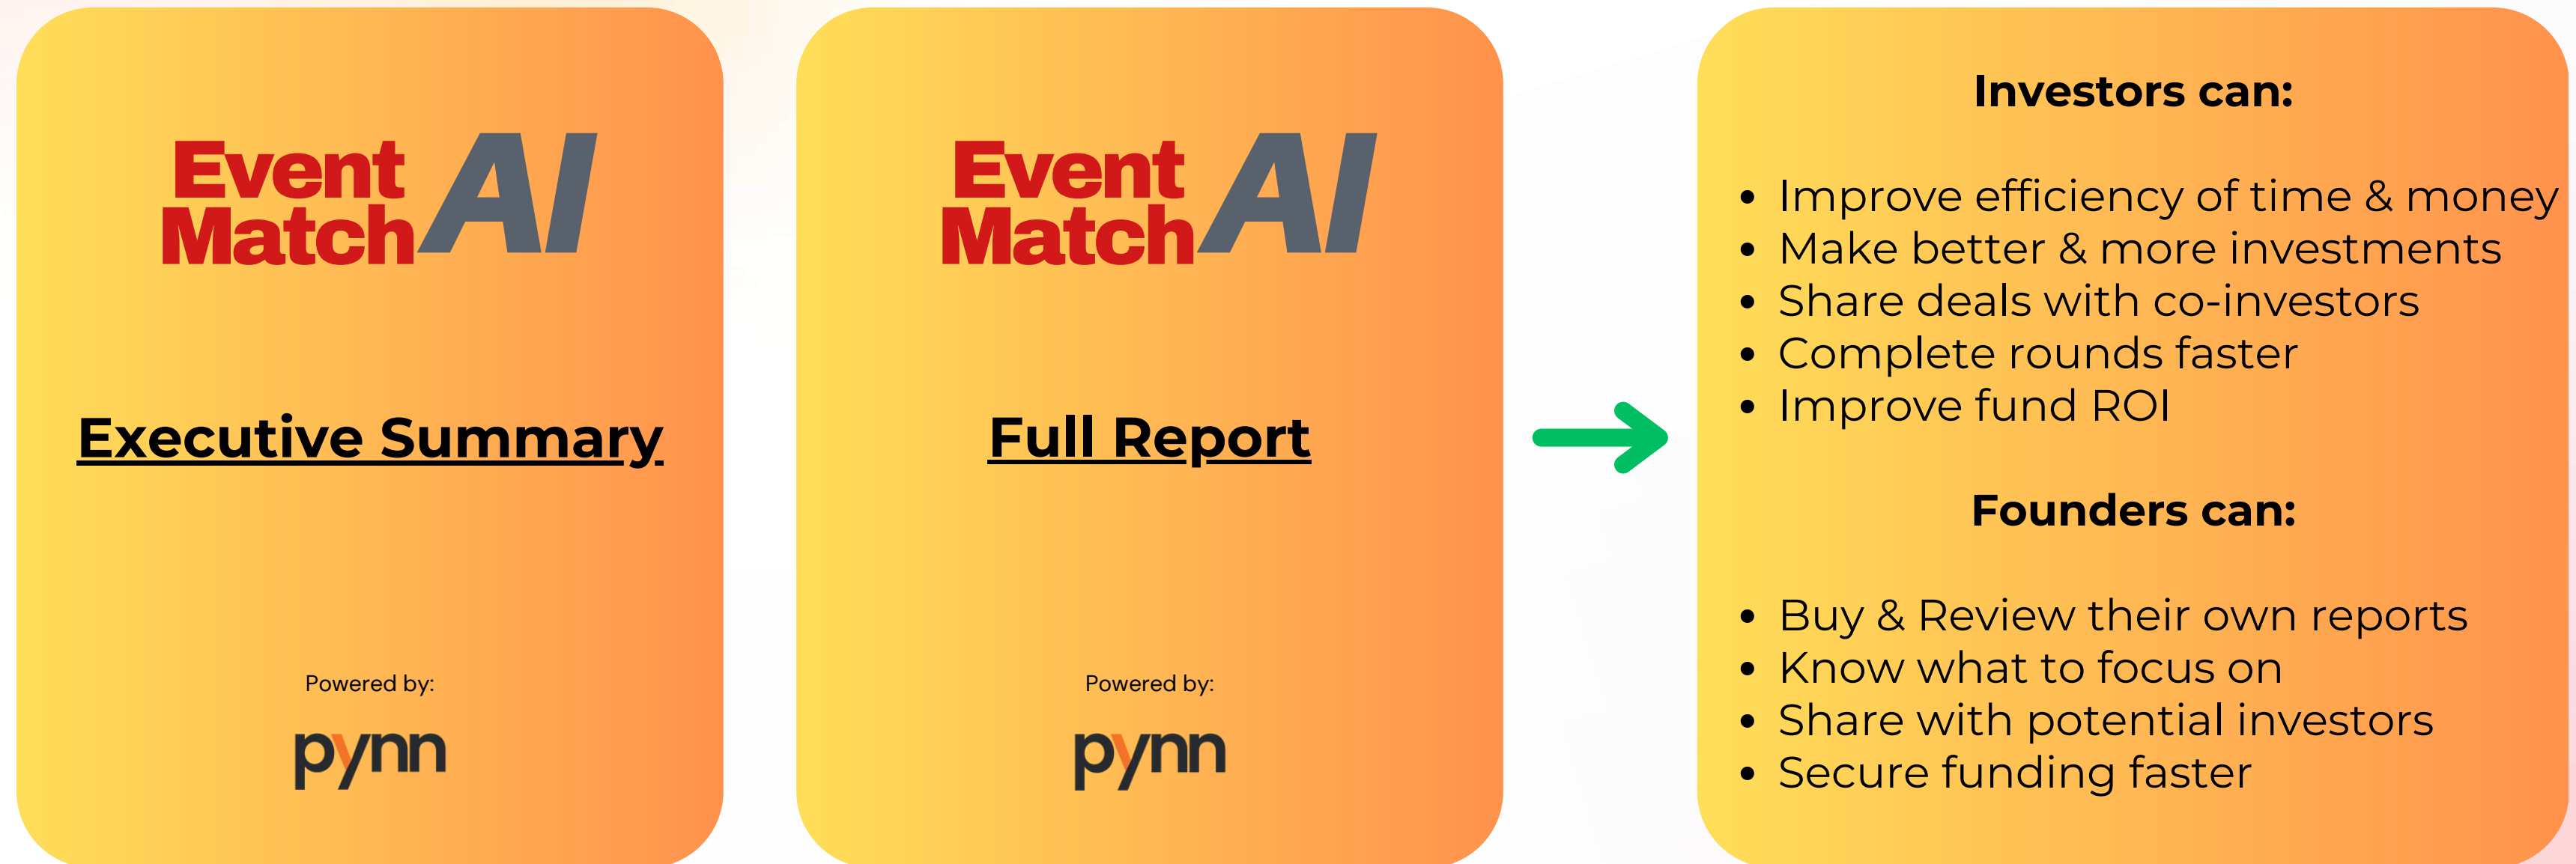 Event
Match AI
Executive Summary
Powered by:
pynn
Event
Match AI
Full Report
Powered by:
pynn
Investors can:
• Improve efficiency of time & money
• Make better & more investments
• Share deals with co-investors
• Complete rounds faster
• Improve fund ROI
Founders can:
• Buy & Review their own reports
• Know what to focus on
• Share with potential investors
• Secure funding faster